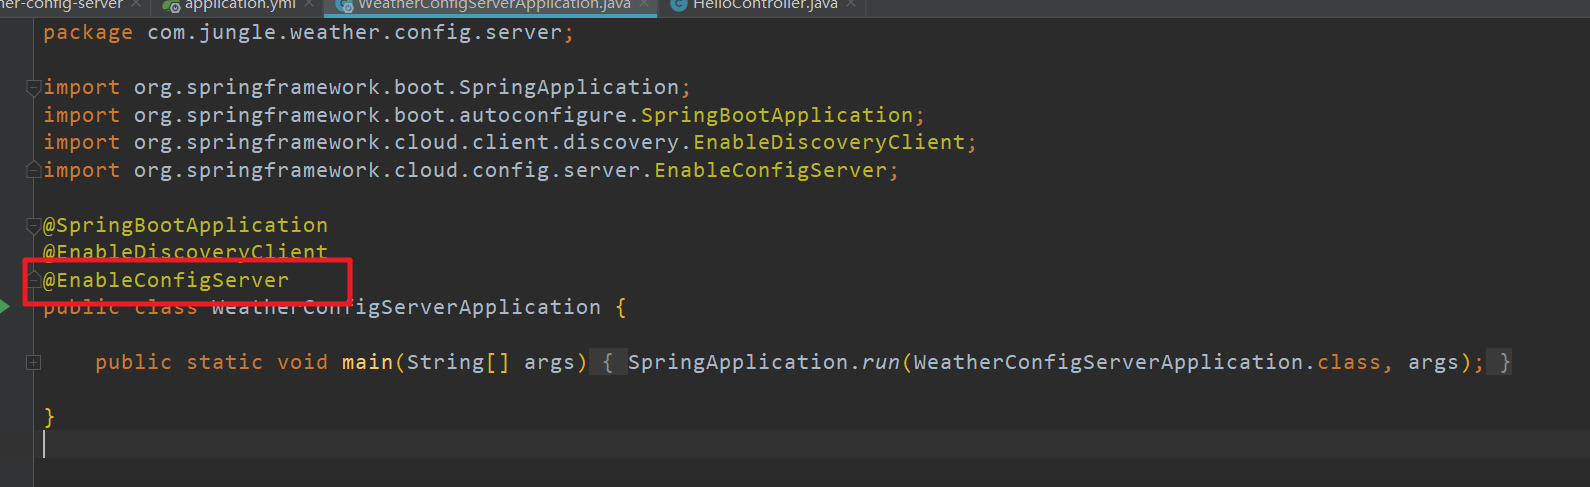 her-config-server × application.yml × WeatherConfigServerApplication.java × HelloController.java ×
package com.jungle.weather.config.server;
import org.springframework.boot.SpringApplication;
import org.springframework.boot.autoconfigure.SpringBootApplication;
import org.springframework.cloud.client.discovery.EnableDiscoveryClient;
import org.springframework.cloud.config.server.EnableConfigServer;
@SpringBootApplication
@EnableDiscoveryClient
@EnableConfigServer
public class WeatherConfigServerApplication {
public static void main(String[] args) { SpringApplication.run(WeatherConfigServerApplication.class, args); }
}